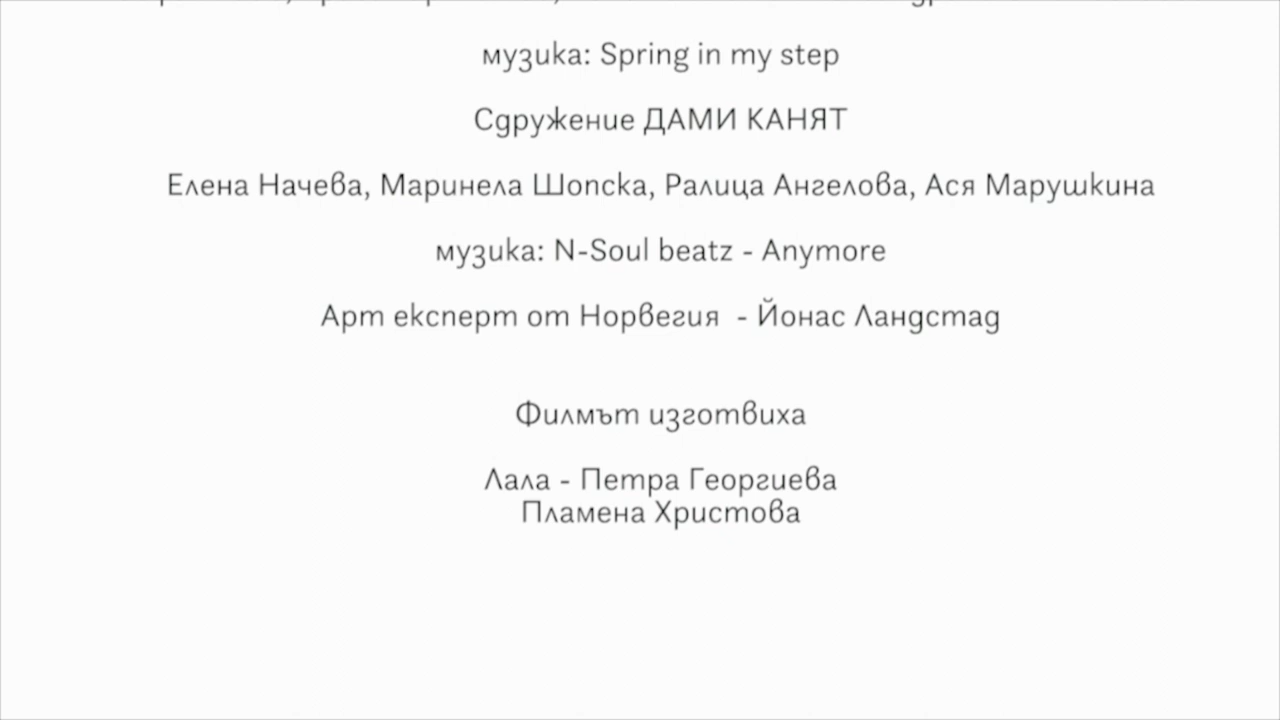 музика: Spring in my step
Сдружение ДАМИ КАНЯТ
Елена Начева, Маринела Шопска, Ралица Ангелова, Ася Марушкина
музика: N-Soul beatz - Anymore
Арт експерт от Норвегия - Йонас Ландстад
Филмът изготвиха
Лала - Петра Георгиева
Пламена Христова